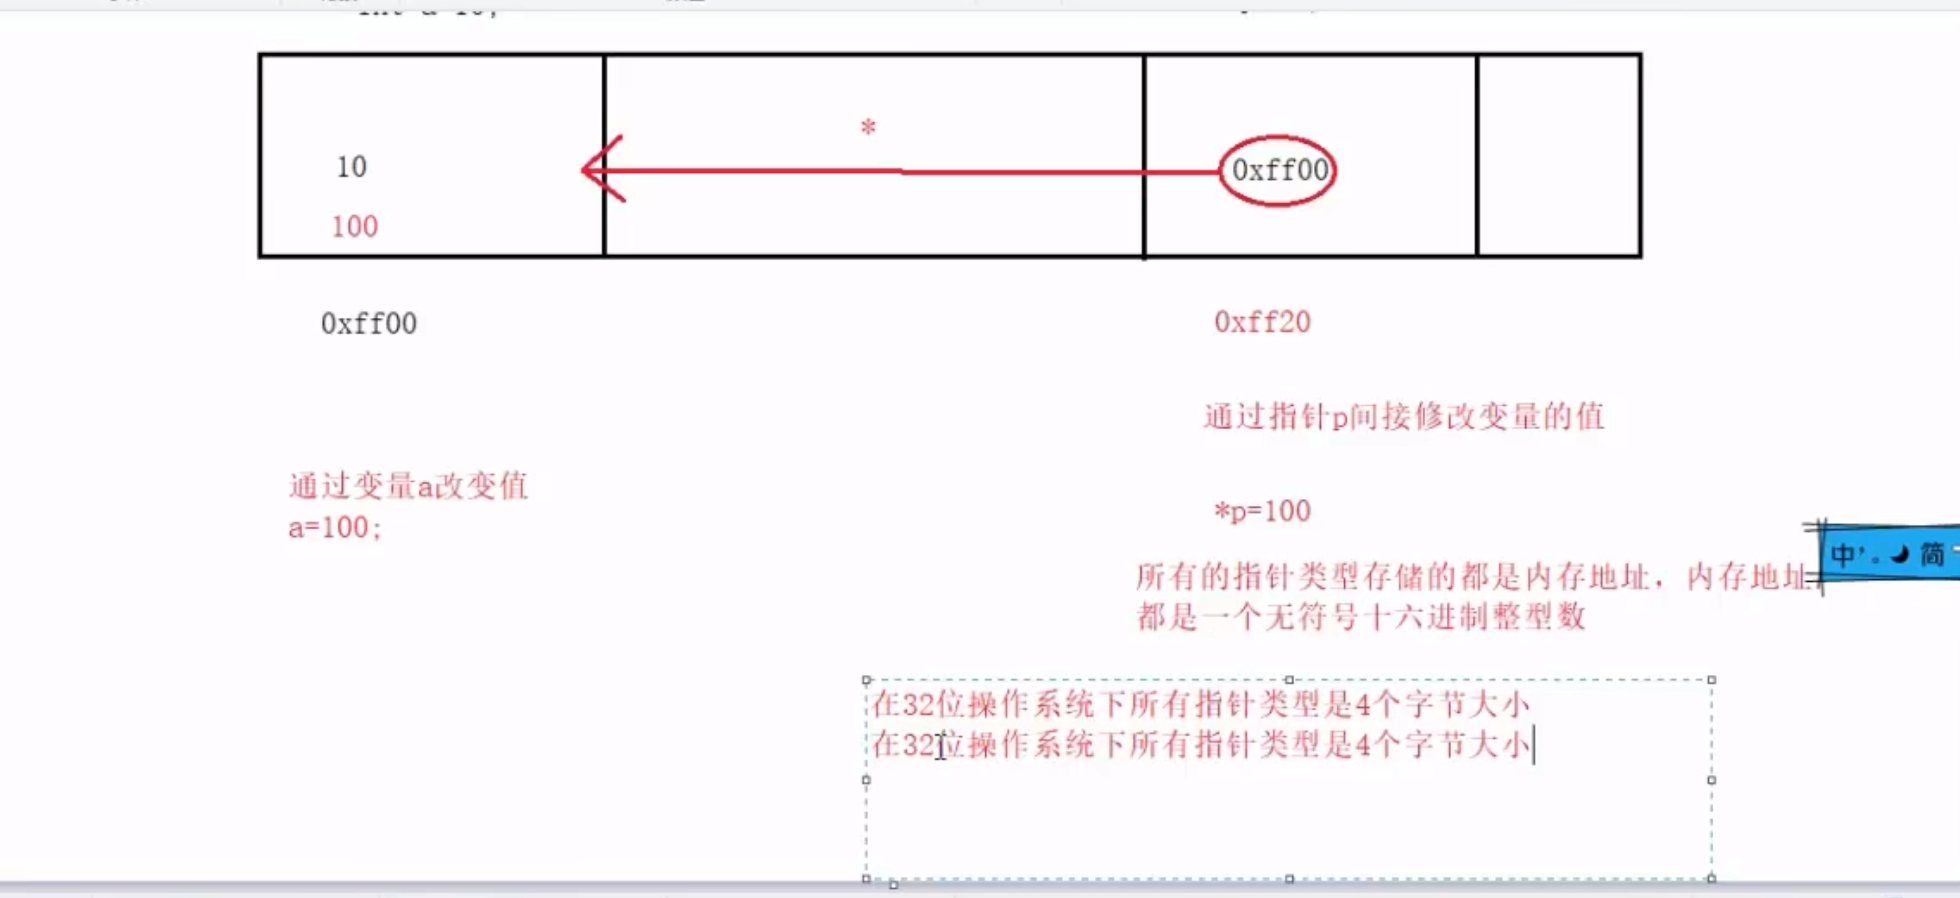 *
10
0xff00
100
0xff00
0xff20
通过指针p间接修改变量的值
通过变量a改变值
a=100;
*p=100
所有的指针类型存储的都是内存地址，内存地址
都是一个无符号十六进制整型数
中’。简
在32位操作系统下所有指针类型是4个字节大小
在32位操作系统下所有指针类型是4个字节大小